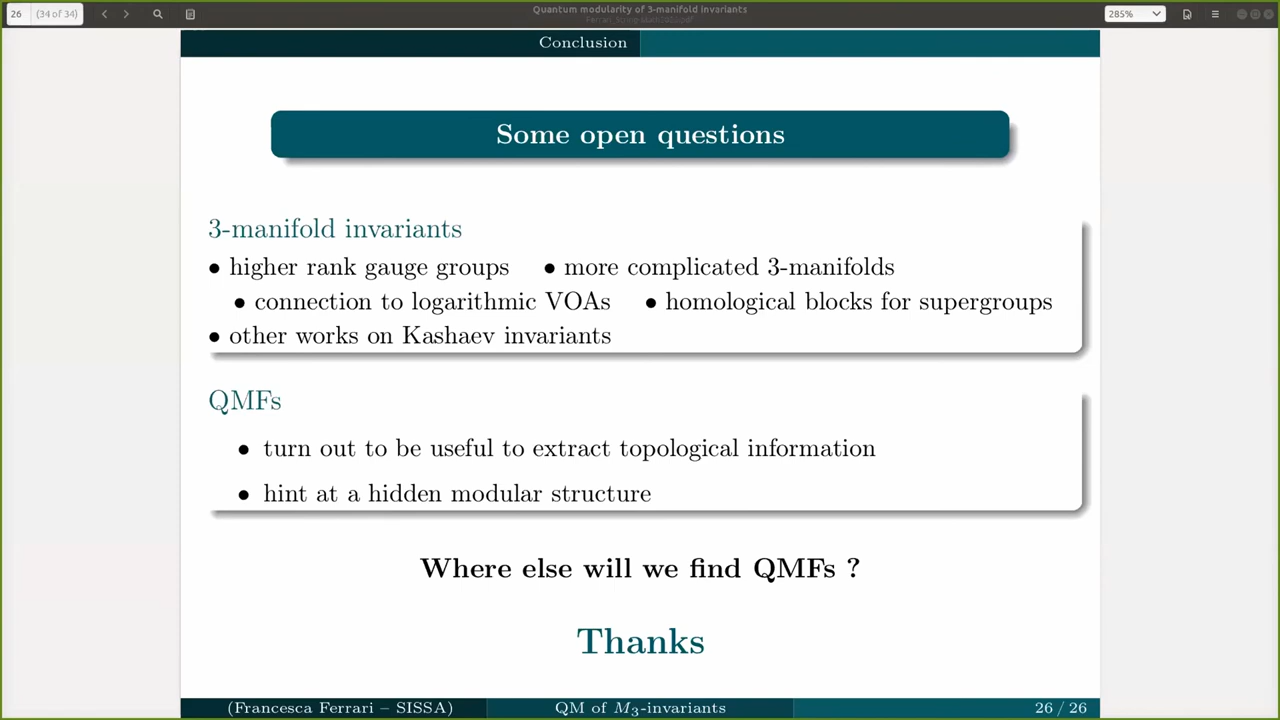 Quantum modularity of 3-manifold invariants
26 (34 of 34)
285%
Conclusion
Some open questions
3-manifold invariants
• higher rank gauge groups • more complicated 3-manifolds
• connection to logarithmic VOAs • homological blocks for supergroups
• other works on Kashaev invariants
QMFs
• turn out to be useful to extract topological information
• hint at a hidden modular structure
Where else will we find QMFs ?
Thanks
(Francesca Ferrari – SISSA) QM of M₃-invariants 26 / 26